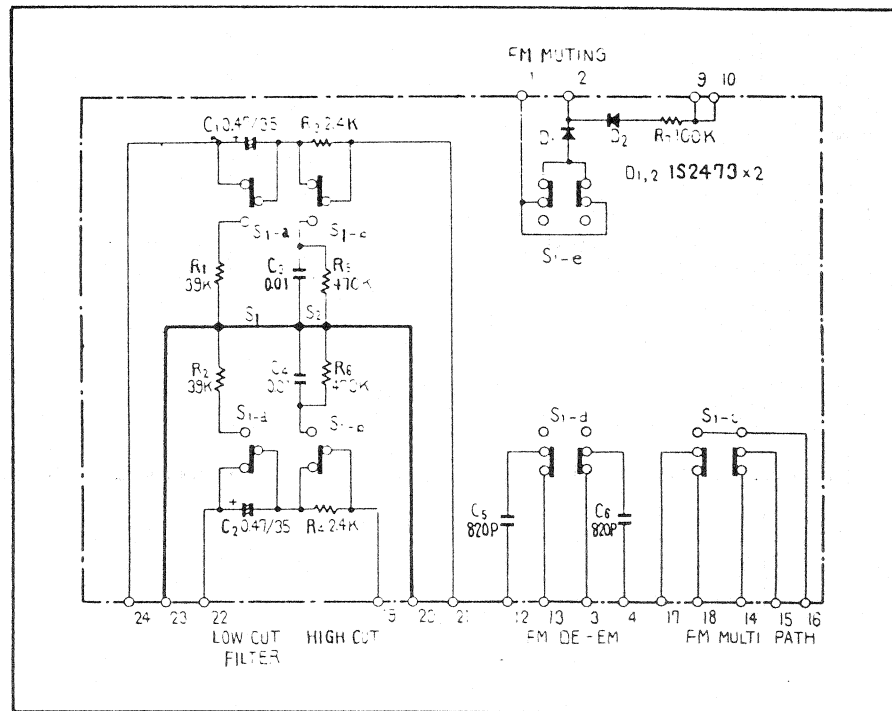 FM MUTING
1 2 9 10
C1 0.47/35 R3 2.4K
D1 D2 R7 100K
D1,2 1S2473×2
S1-a S1-c
S1-e
R1 39K C3 0.01 R5 470K
S1 S2
R2 39K C4 0.01 R6 470K
S1-a S1-c
S1-d S1-b
C2 0.47/35 R4 2.4K
C5 820P C6 820P
24 23 22 19 20 21 12 13 3 4 17 18 14 15 16
LOW CUT FILTER HIGH CUT FM DE-EM FM MULTI PATH